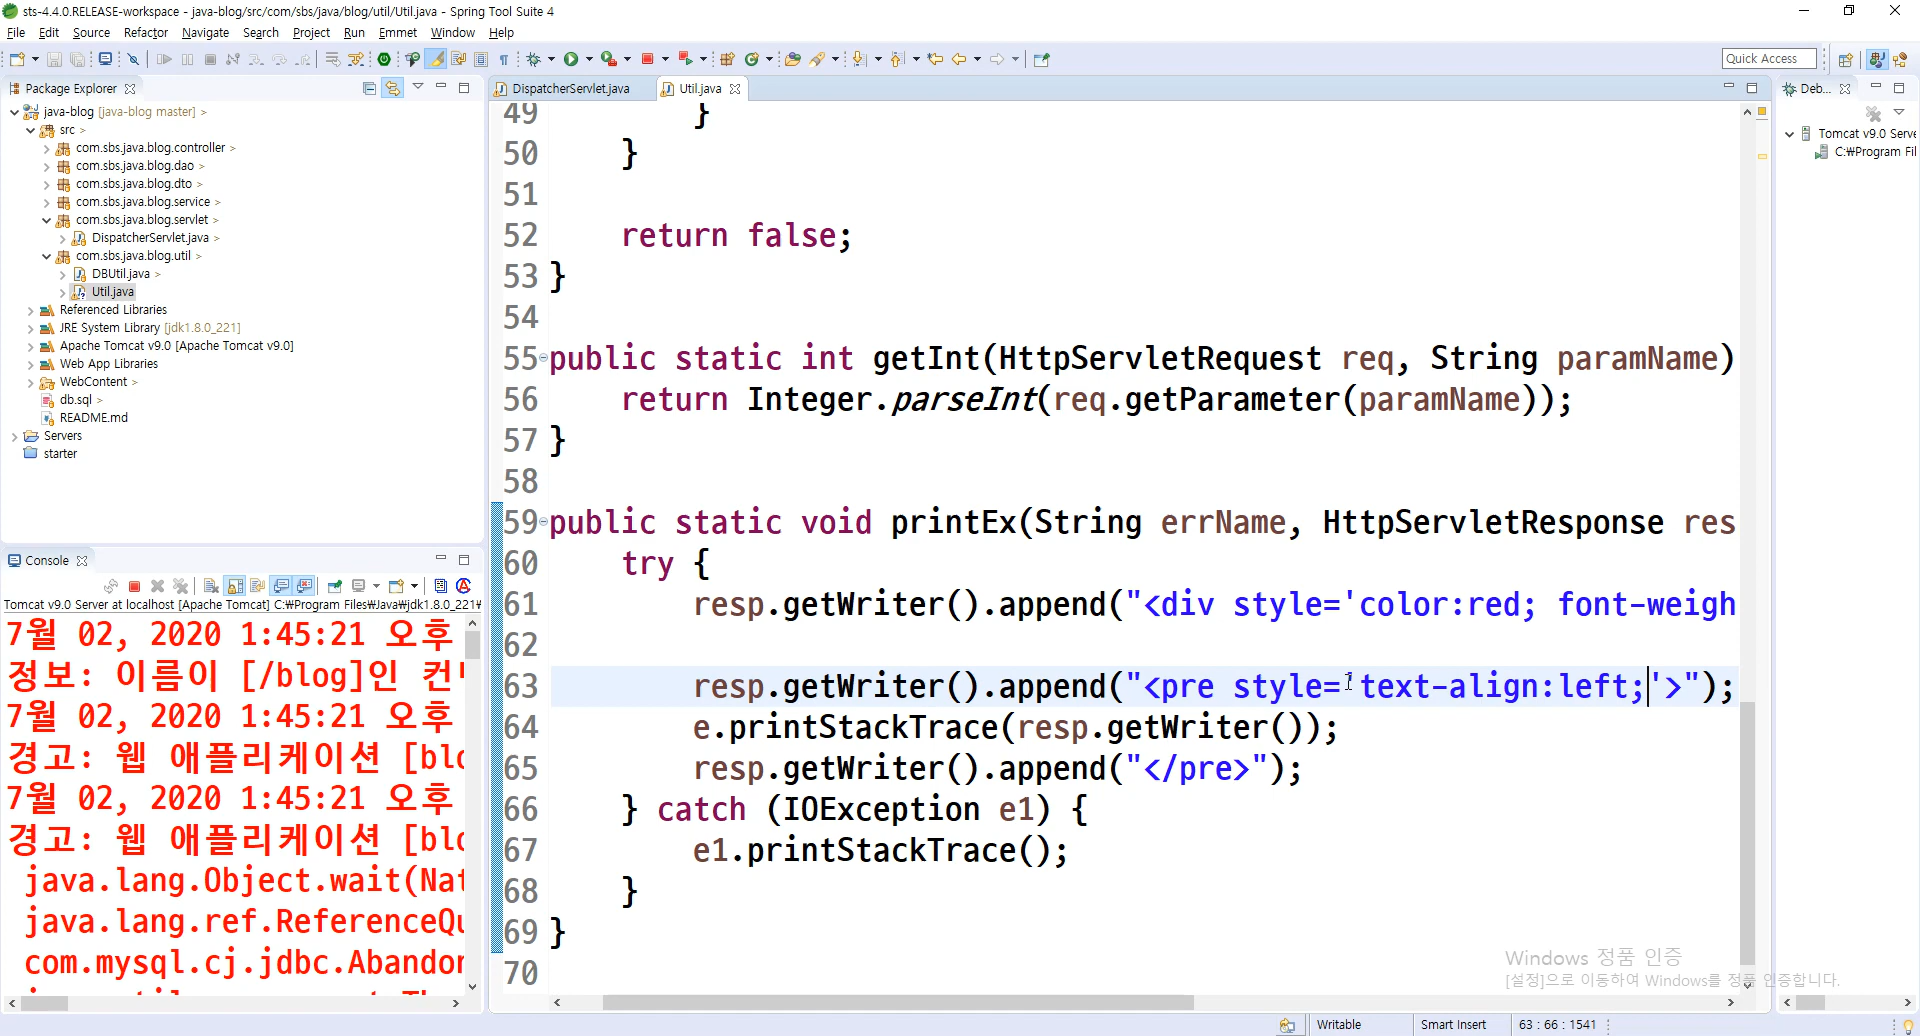 sts-4.4.0.RELEASE-workspace - java-blog/src/com/sbs/java/blog/util/Util.java - Spring Tool Suite 4
File Edit Source Refactor Navigate Search Project Run Emmet Window Help
Quick Access
Package Explorer
java-blog [java-blog master] >
src >
com.sbs.java.blog.controller >
com.sbs.java.blog.dao >
com.sbs.java.blog.dto >
com.sbs.java.blog.service >
com.sbs.java.blog.servlet >
DispatcherServlet.java >
com.sbs.java.blog.util >
DBUtil.java >
Util.java
Referenced Libraries
JRE System Library [jdk1.8.0_221]
Apache Tomcat v9.0 [Apache Tomcat v9.0]
Web App Libraries
WebContent >
db.sql >
README.md
Servers
starter
Console
Tomcat v9.0 Server at localhost [Apache Tomcat] C:₩Program Files₩Java₩jdk1.8.0_221₩
7월 02, 2020 1:45:21 오후
정보: 이름이 [/blog]인 컨
7월 02, 2020 1:45:21 오후
경고: 웹 애플리케이션 [blo
7월 02, 2020 1:45:21 오후
경고: 웹 애플리케이션 [blo
java.lang.Object.wait(Nat
java.lang.ref.ReferenceQu
com.mysql.cj.jdbc.Abandon
DispatcherServlet.java Util.java
49 }
50 }
51
52 return false;
53 }
54
55 public static int getInt(HttpServletRequest req, String paramName)
56 return Integer.parseInt(req.getParameter(paramName));
57 }
58
59 public static void printEx(String errName, HttpServletResponse res
60 try {
61 resp.getWriter().append("<div style='color:red; font-weigh
62
63 resp.getWriter().append("<pre style='text-align:left;'>");
64 e.printStackTrace(resp.getWriter());
65 resp.getWriter().append("</pre>");
66 } catch (IOException e1) {
67 e1.printStackTrace();
68 }
69 }
70
Deb...
Tomcat v9.0 Serve
C:₩Program Fil
Windows 정품 인증
[설정]으로 이동하여 Windows를 정품 인증합니다.
Writable Smart Insert 63 : 66 : 1541